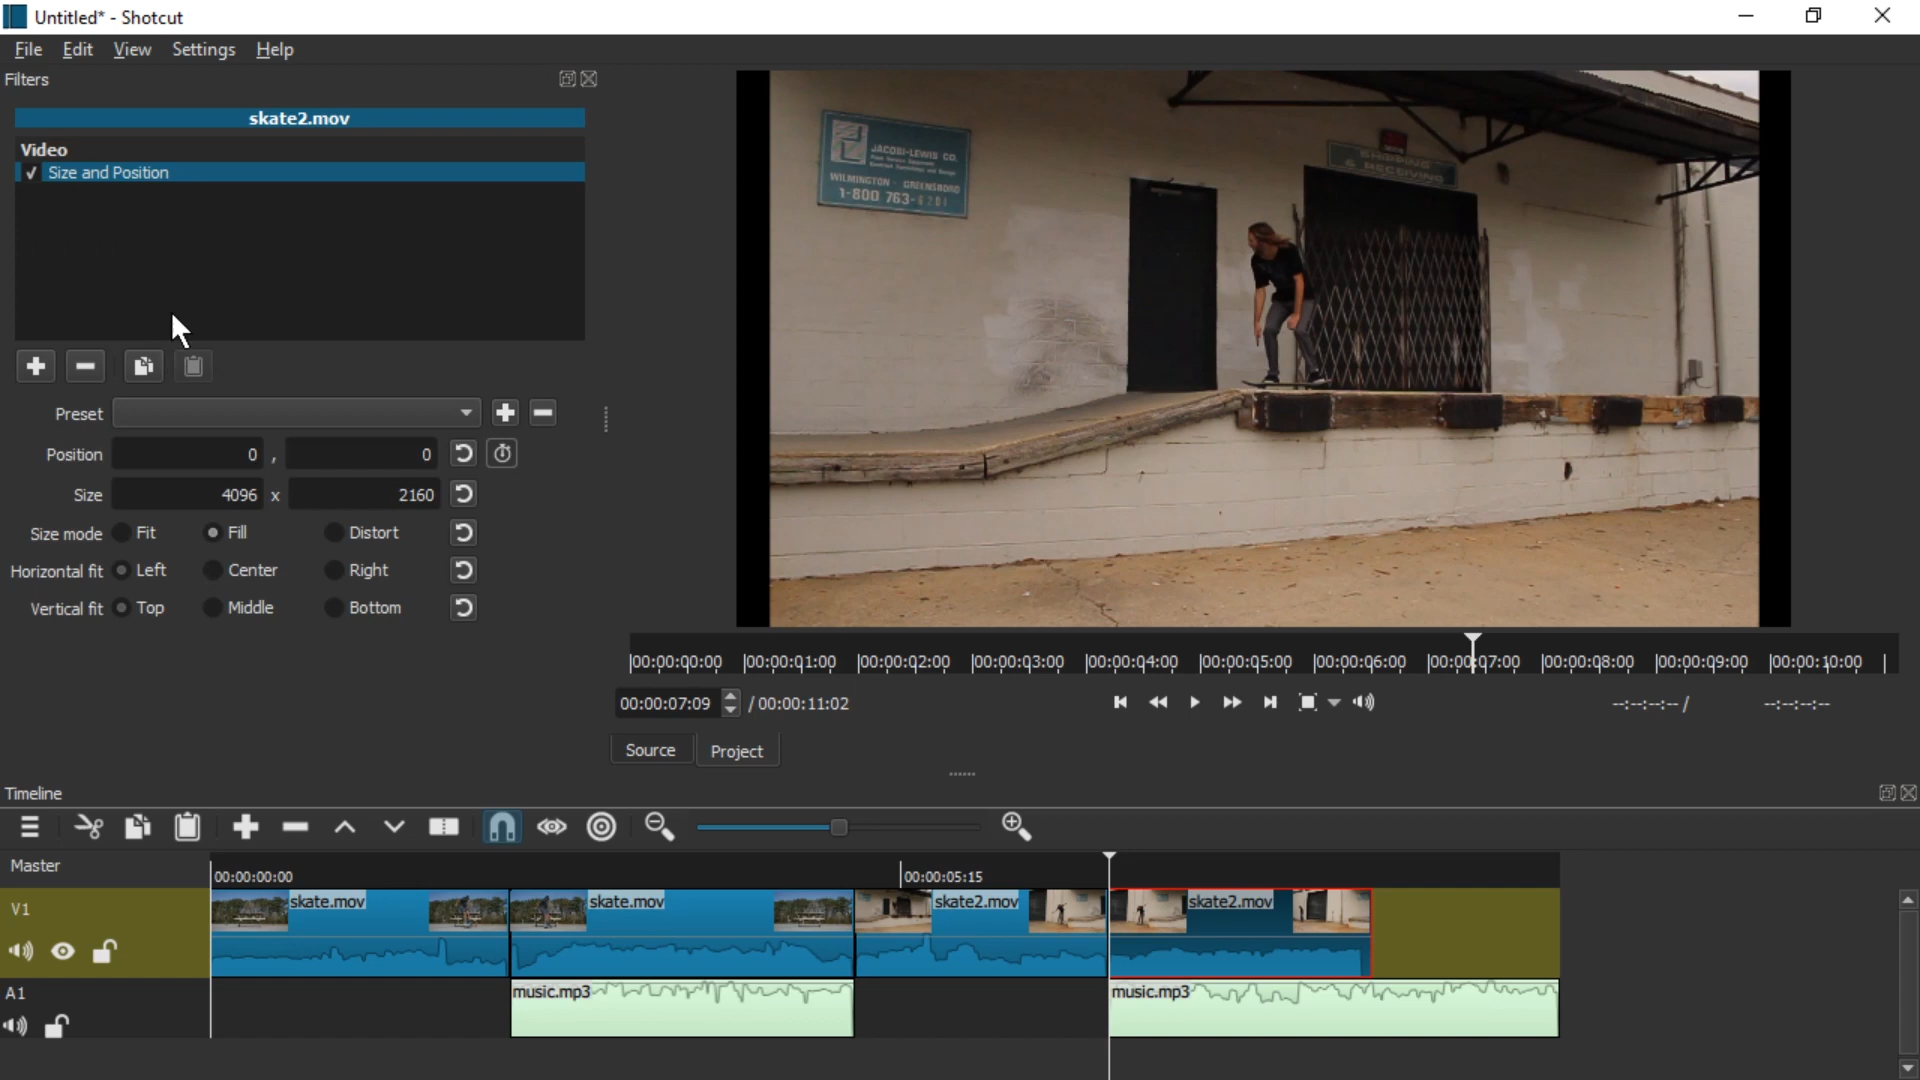 Untitled* - Shotcut
File Edit View Settings Help
Filters
skate2.mov
Video
Size and Position
Preset
Position 0 , 0
Size 4096 x 2160
Size mode Fit Fill Distort
Horizontal fit Left Center Right
Vertical fit Top Middle Bottom
JACOBI-LEWIS CO.
WILMINGTON - GREENSBORO
1-800 763-6201
SHIPPING
& RECEIVING
00:00:00:00 00:00:01:00 00:00:02:00 00:00:03:00 00:00:04:00 00:00:05:00 00:00:06:00 00:00:07:00 00:00:08:00 00:00:09:00 00:00:10:00
00:00:07:09 / 00:00:11:02 --:--:--:-- / --:--:--:--
Source Project
Timeline
Master
00:00:00:00 00:00:05:15
V1
skate.mov skate.mov skate2.mov skate2.mov
A1
music.mp3 music.mp3